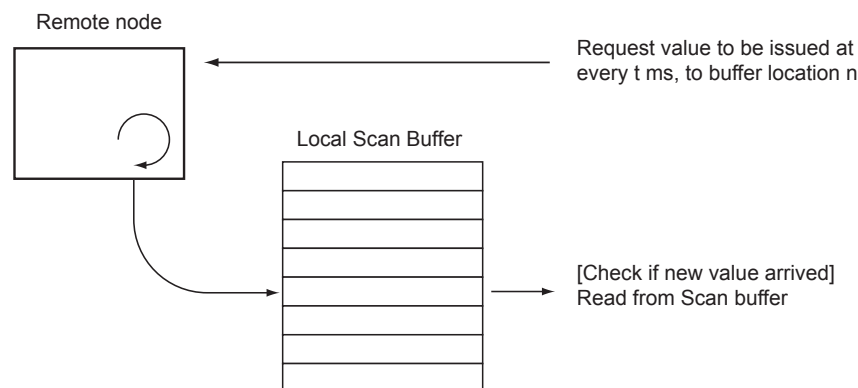 Remote node
Request value to be issued at
every t ms, to buffer location n
Local Scan Buffer
[Check if new value arrived]
Read from Scan buffer